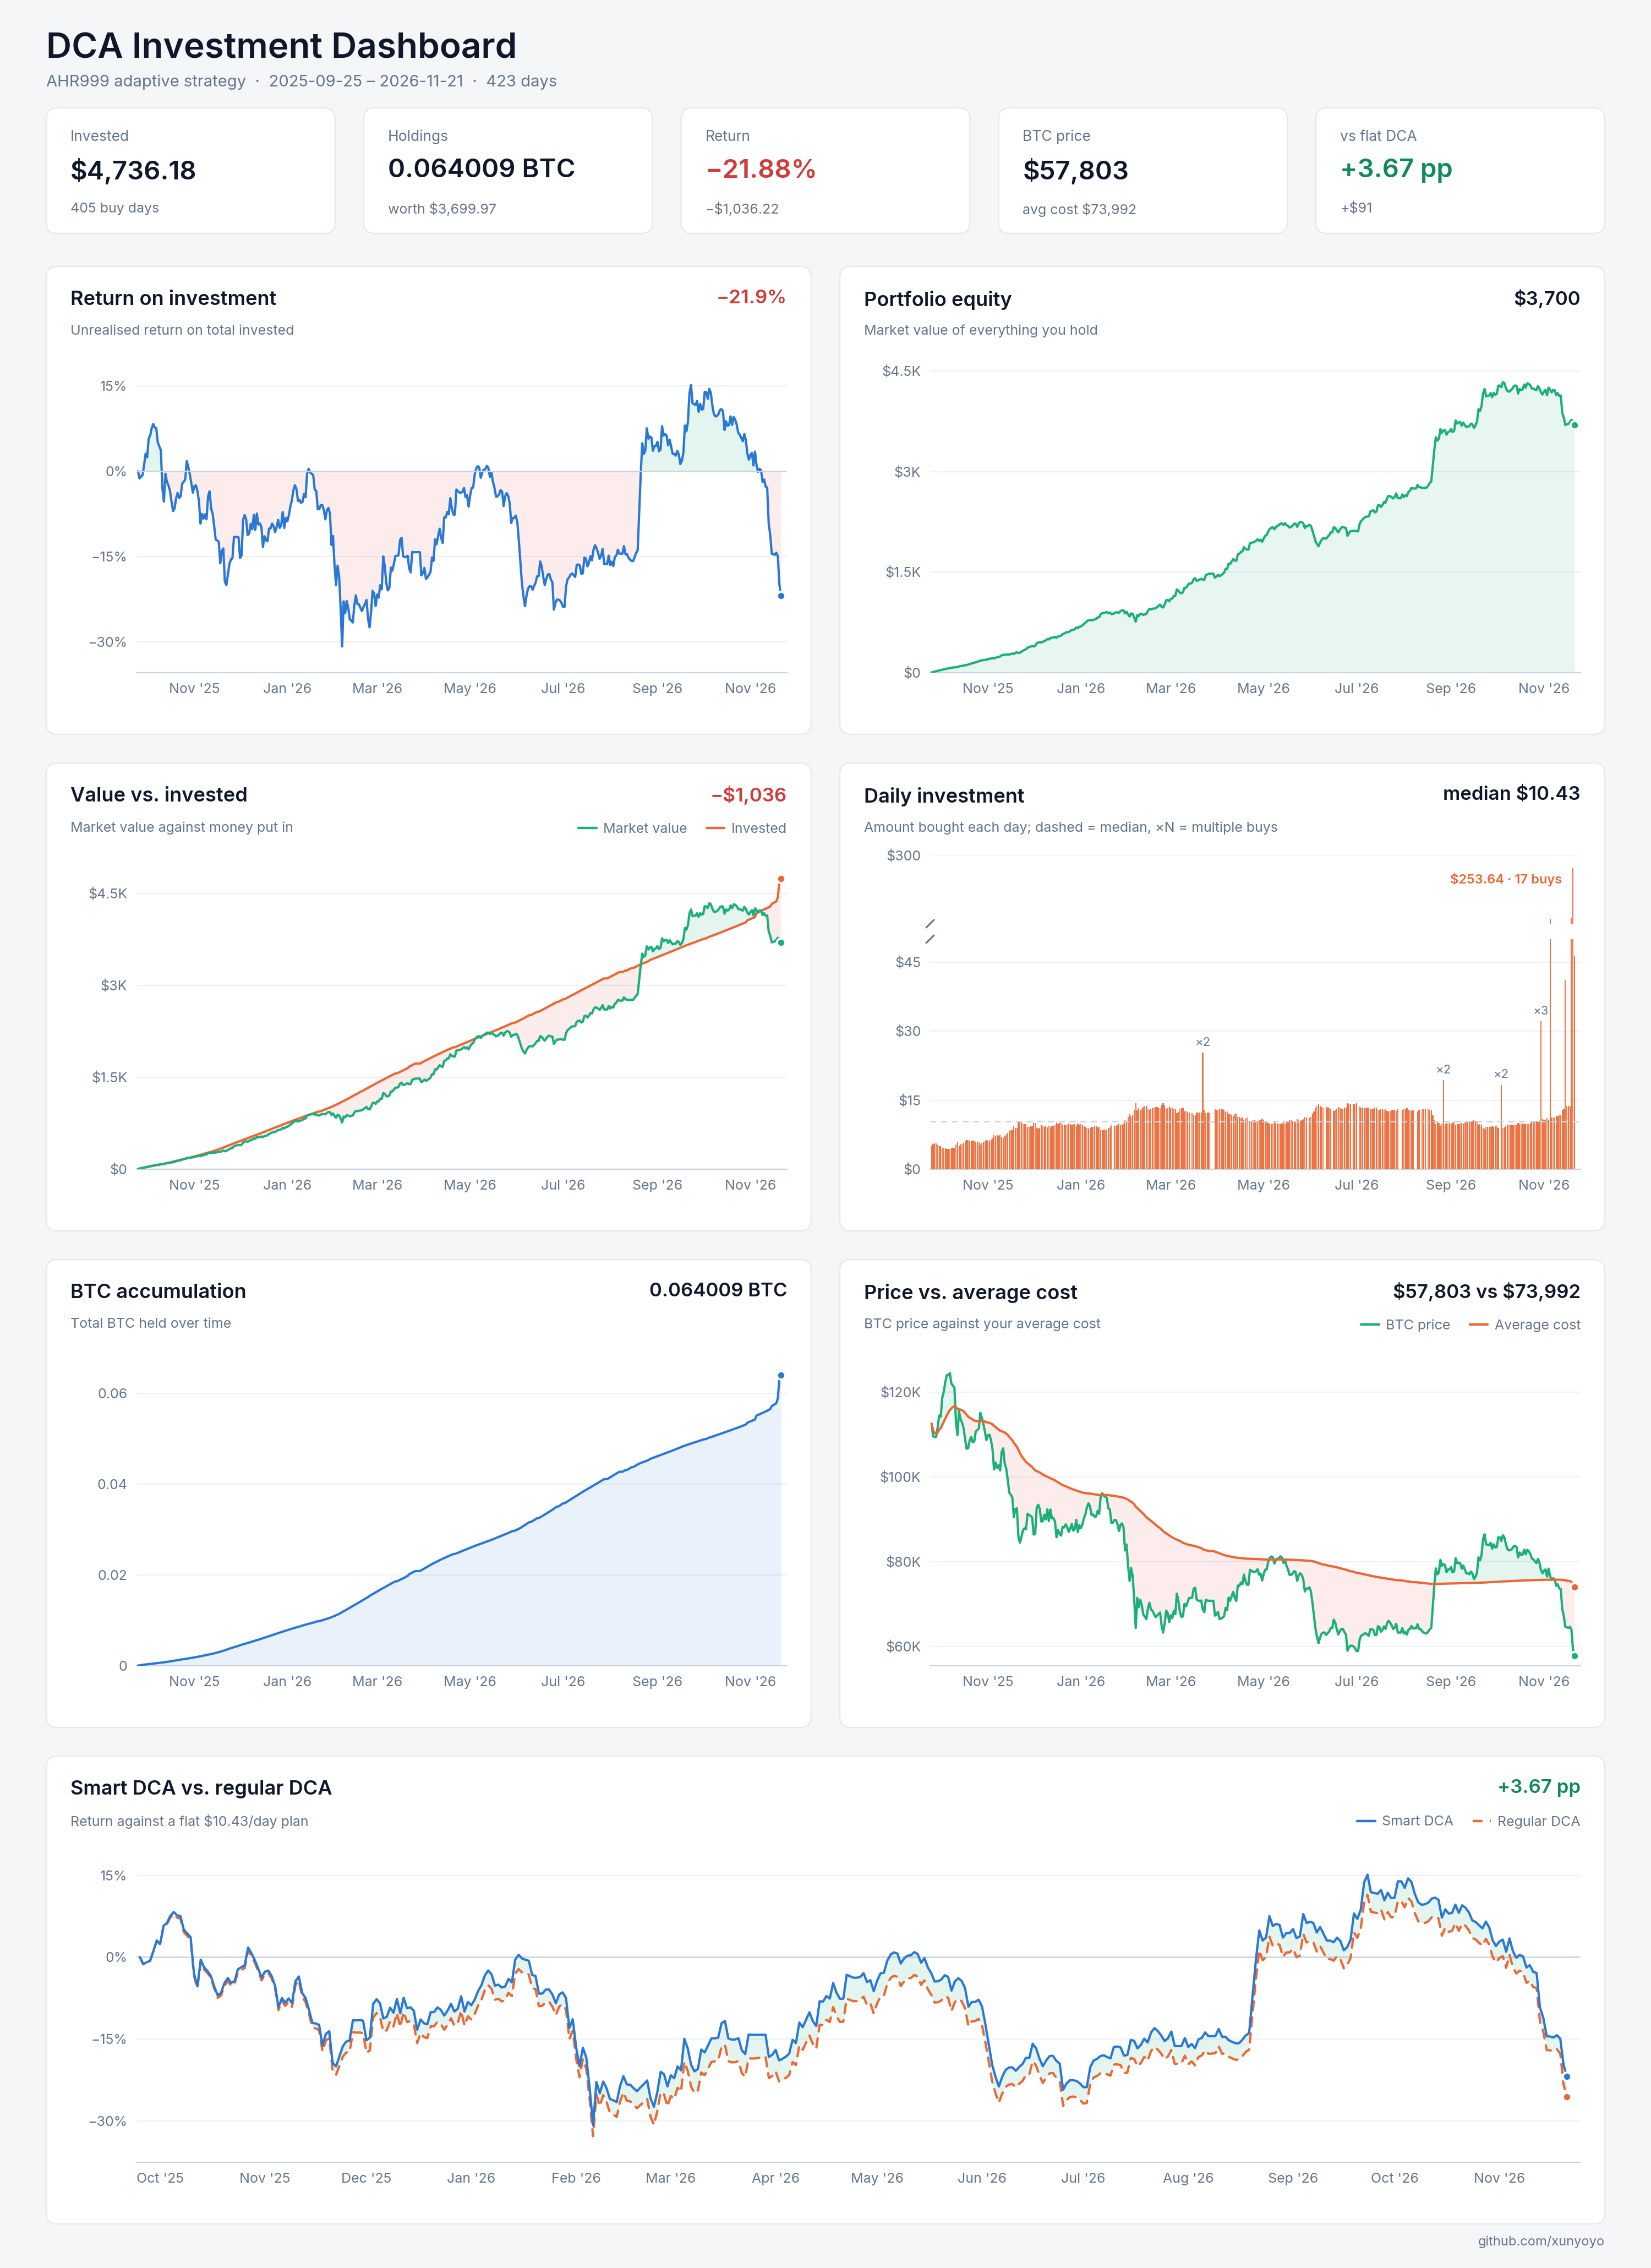 DCA Investment Dashboard
AHR999 adaptive strategy · 2025-09-25 – 2026-11-21 · 423 days
Invested
$4,736.18
405 buy days
Holdings
0.064009 BTC
worth $3,699.97
Return
−21.88%
−$1,036.22
BTC price
$57,803
avg cost $73,992
vs flat DCA
+3.67 pp
+$91
Return on investment
−21.9%
Unrealised return on total invested
15%
0%
−15%
−30%
Nov '25 Jan '26 Mar '26 May '26 Jul '26 Sep '26 Nov '26
Portfolio equity
$3,700
Market value of everything you hold
$4.5K
$3K
$1.5K
$0
Nov '25 Jan '26 Mar '26 May '26 Jul '26 Sep '26 Nov '26
Value vs. invested
−$1,036
Market value against money put in
Market value Invested
$4.5K
$3K
$1.5K
$0
Nov '25 Jan '26 Mar '26 May '26 Jul '26 Sep '26 Nov '26
Daily investment
median $10.43
Amount bought each day; dashed = median, ×N = multiple buys
$300
$253.64 · 17 buys
$45
×3
$30
×2
×2
×2
$15
$0
Nov '25 Jan '26 Mar '26 May '26 Jul '26 Sep '26 Nov '26
BTC accumulation
0.064009 BTC
Total BTC held over time
0.06
0.04
0.02
0
Nov '25 Jan '26 Mar '26 May '26 Jul '26 Sep '26 Nov '26
Price vs. average cost
$57,803 vs $73,992
BTC price against your average cost
BTC price Average cost
$120K
$100K
$80K
$60K
Nov '25 Jan '26 Mar '26 May '26 Jul '26 Sep '26 Nov '26
Smart DCA vs. regular DCA
+3.67 pp
Return against a flat $10.43/day plan
Smart DCA Regular DCA
15%
0%
−15%
−30%
Oct '25 Nov '25 Dec '25 Jan '26 Feb '26 Mar '26 Apr '26 May '26 Jun '26 Jul '26 Aug '26 Sep '26 Oct '26 Nov '26
github.com/xunyoyo